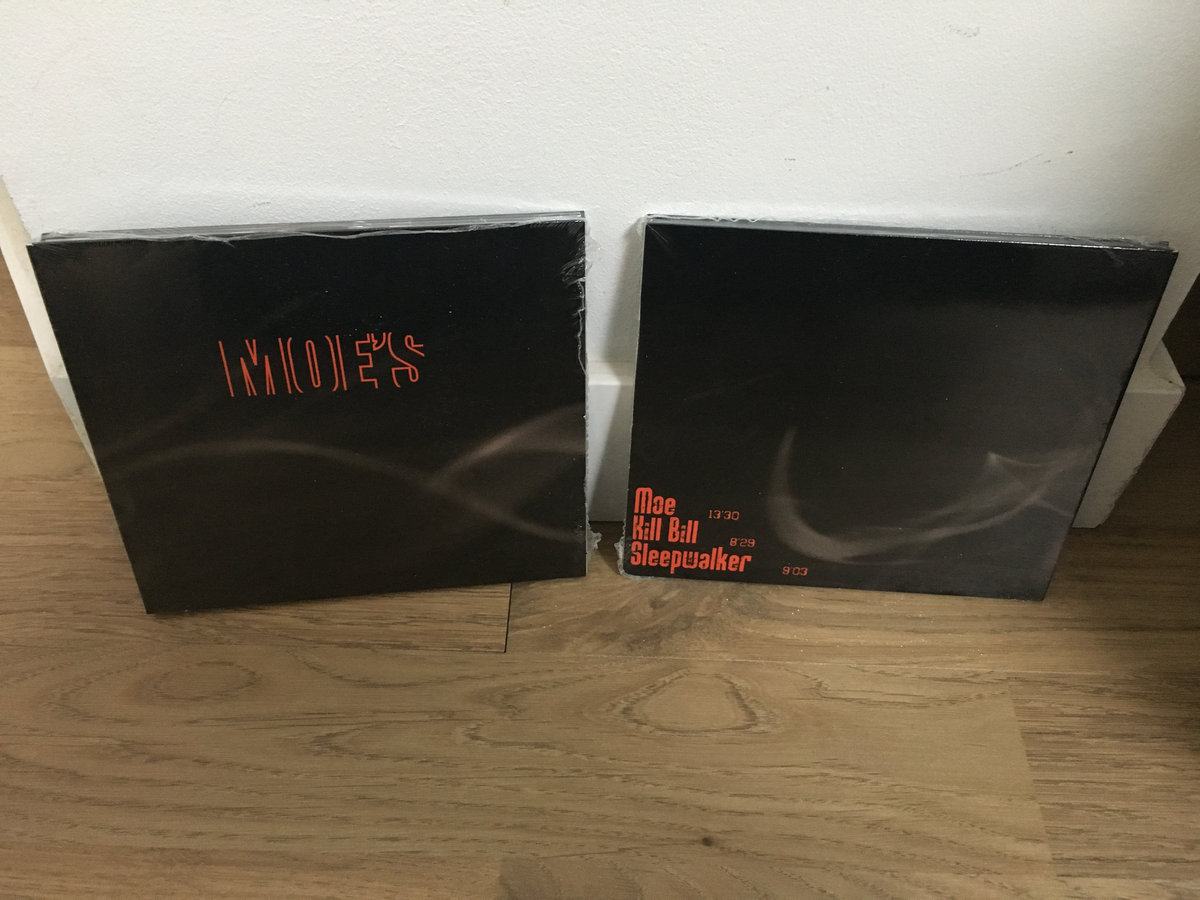 MOE'S
Moe 13'30
Kill Bill 8'29
Sleepwalker 9'03